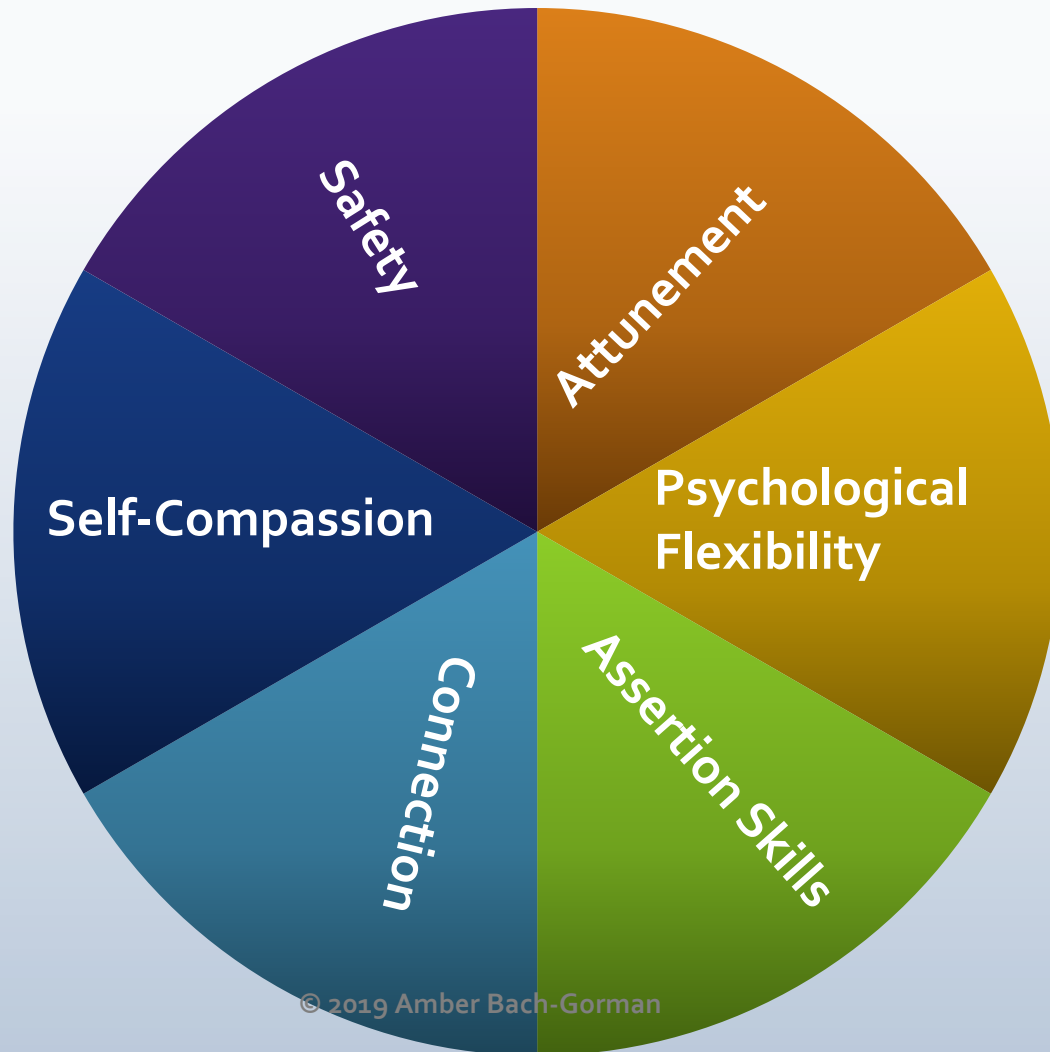 Safety
Attunement
Self-Compassion
Psychological
Flexibility
Connection
Assertion Skills
© 2019 Amber Bach-Gorman